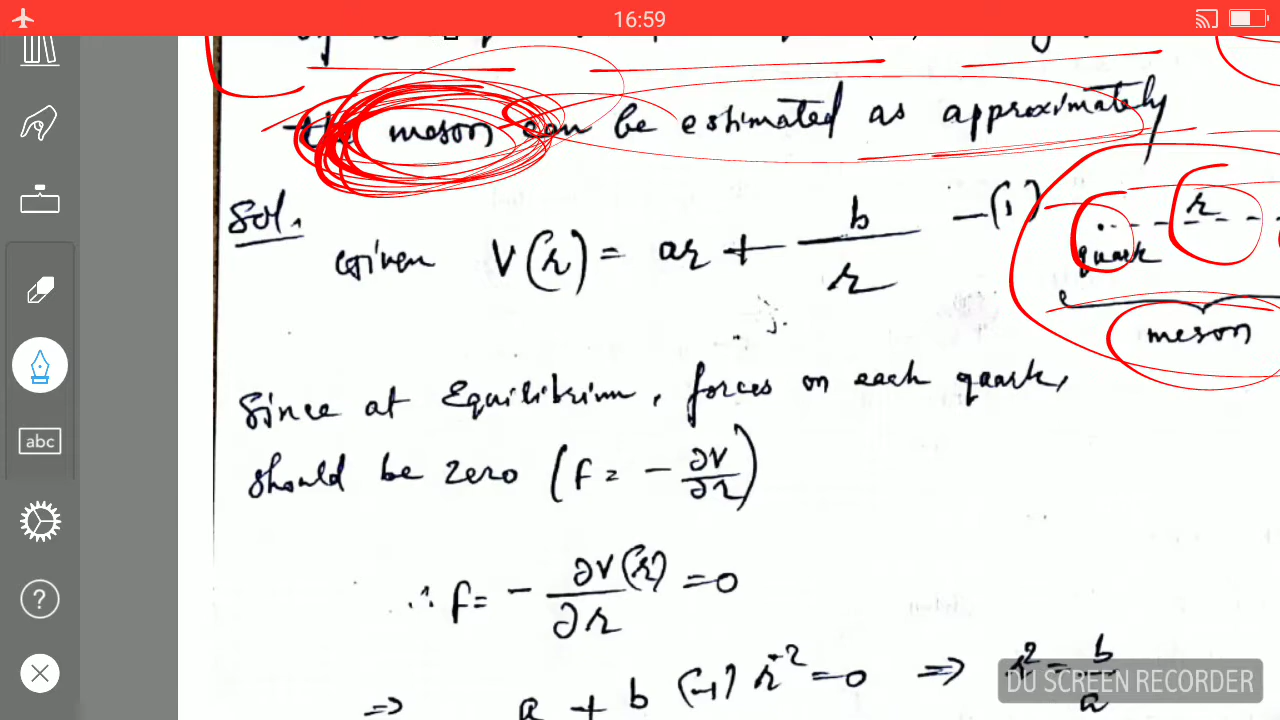 16:59
the meson can be estimated as approximately
Sol.
Given V(r) = ar + b/r -(1)
r
quark
meson
Since at Equilibrium, forces on each quark,
should be zero (F = - ∂V/∂r)
∴ F = - ∂V(r)/∂r = 0
⇒ a + b (-1) r^-2 = 0 ⇒ r^2 = b/a
abc
?
DU SCREEN RECORDER